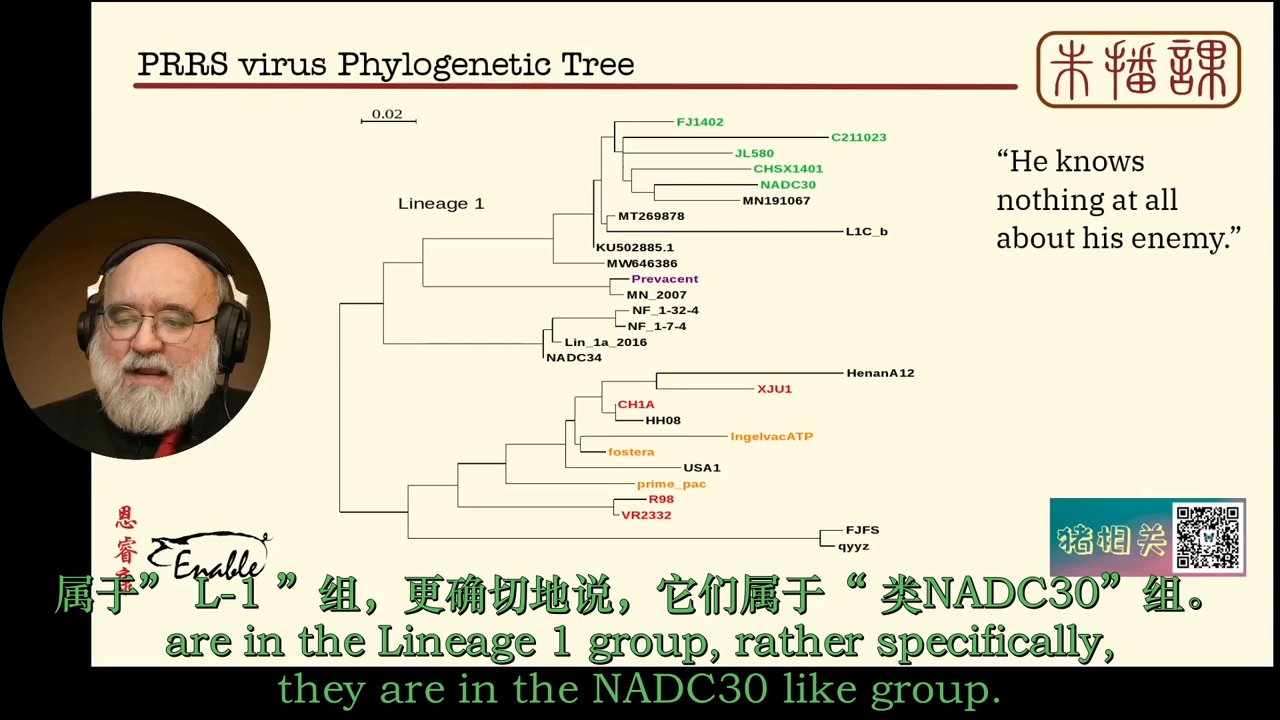 PRRS virus Phylogenetic Tree
未播課
0.02
FJ1402
C211023
JL580
CHSX1401
NADC30
MN191067
Lineage 1
MT269878
L1C_b
KU502885.1
MW646386
Prevacent
MN_2007
NF_1-32-4
NF_1-7-4
Lin_1a_2016
NADC34
HenanA12
XJU1
CH1A
HH08
IngelvacATP
fostera
USA1
prime_pac
R98
VR2332
FJFS
qyyz
“He knows
nothing at all
about his enemy.”
恩睿
Enable
猪相关
属于” L-1 ”组，更确切地说，它们属于“ 类NADC30”组。
are in the Lineage 1 group, rather specifically,
they are in the NADC30 like group.